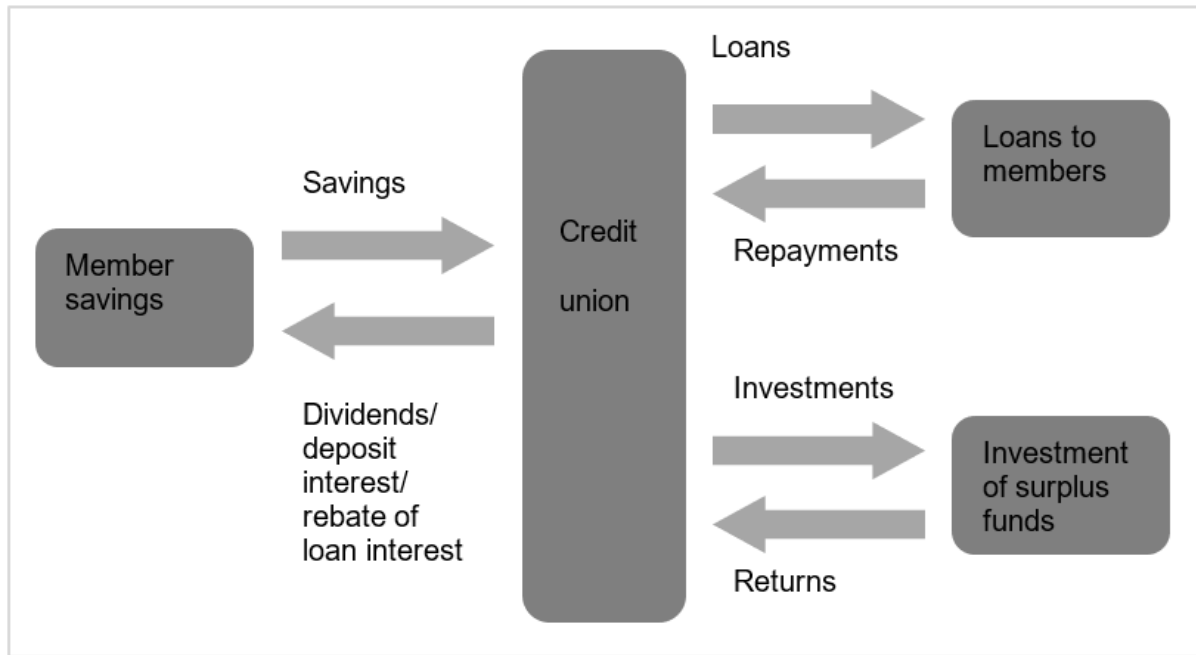 Member
savings
Savings
Dividends/
deposit
interest/
rebate of
loan interest
Credit
union
Loans
Repayments
Loans to
members
Investments
Returns
Investment
of surplus
funds